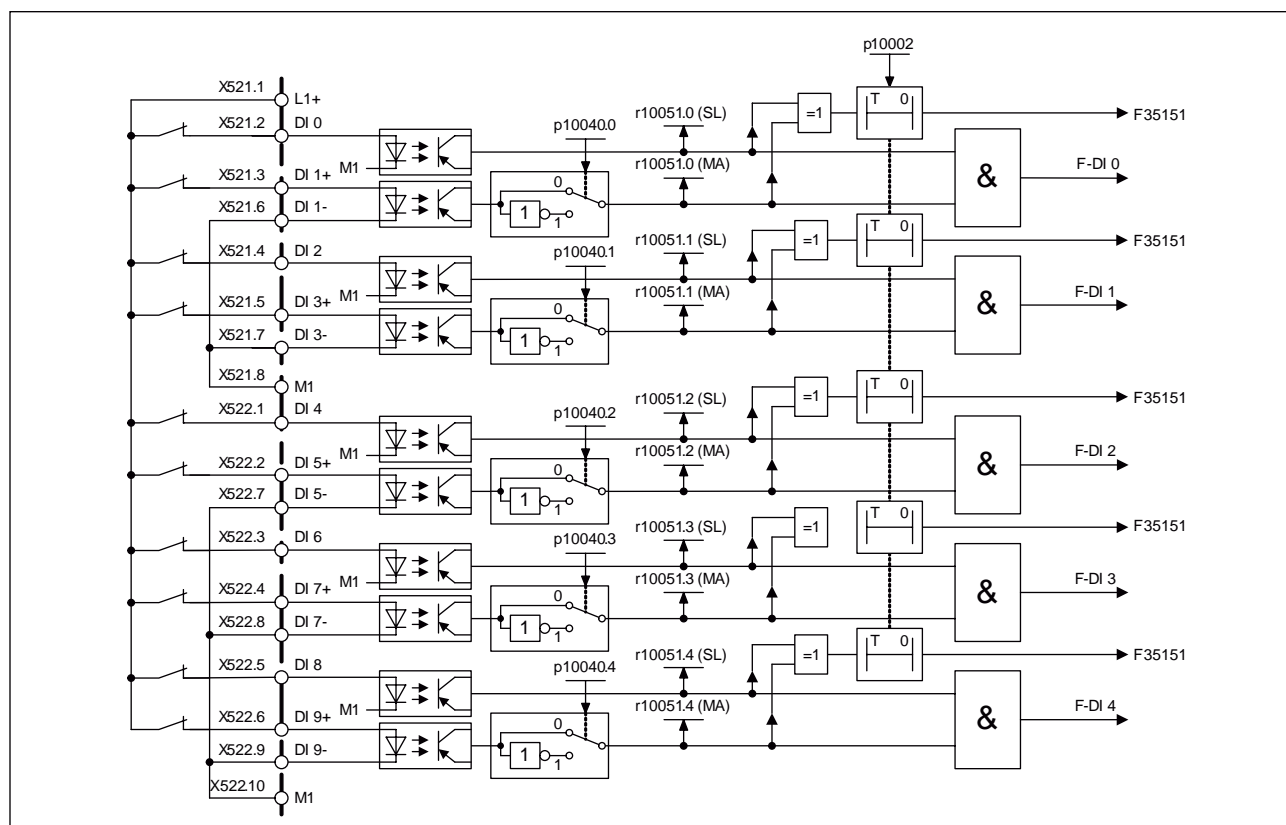 p10002
X521.1 L1+
X521.2 DI 0 r10051.0 (SL) =1 T 0 F35151
M1 p10040.0
X521.3 DI 1+ r10051.0 (MA) & F-DI 0
0 1 1
X521.6 DI 1-
X521.4 DI 2 r10051.1 (SL) =1 T 0 F35151
M1 p10040.1
X521.5 DI 3+ r10051.1 (MA) & F-DI 1
0 1 1
X521.7 DI 3-
X521.8 M1
X522.1 DI 4 r10051.2 (SL) =1 T 0 F35151
M1 p10040.2
X522.2 DI 5+ r10051.2 (MA) & F-DI 2
0 1 1
X522.7 DI 5-
X522.3 DI 6 r10051.3 (SL) =1 T 0 F35151
M1 p10040.3
X522.4 DI 7+ r10051.3 (MA) & F-DI 3
0 1 1
X522.8 DI 7-
X522.5 DI 8 r10051.4 (SL) =1 T 0 F35151
M1 p10040.4
X522.6 DI 9+ r10051.4 (MA) & F-DI 4
0 1 1
X522.9 DI 9-
X522.10 M1